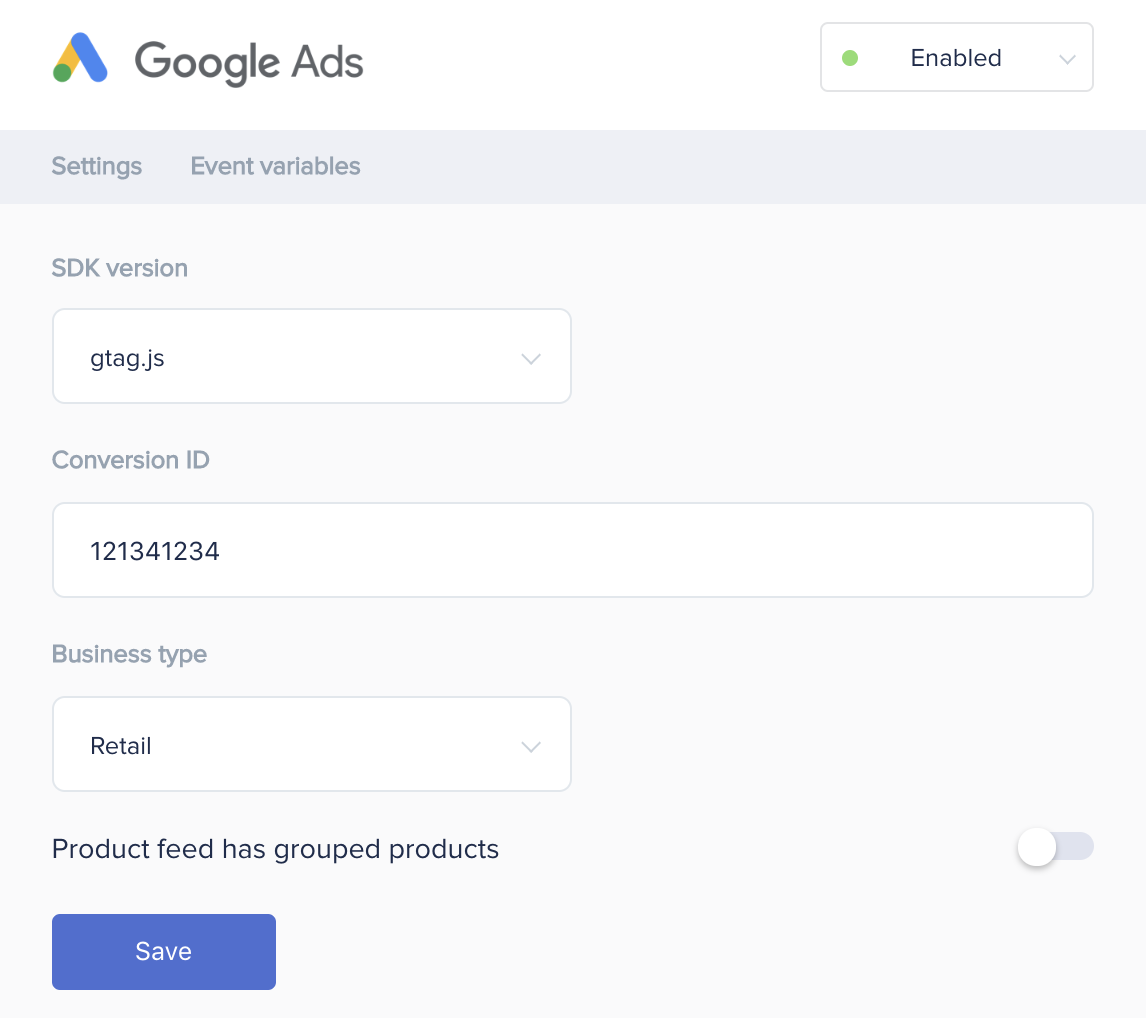 Google Ads
Enabled
Settings
Event variables
SDK version
gtag.js
Conversion ID
121341234
Business type
Retail
Product feed has grouped products
Save